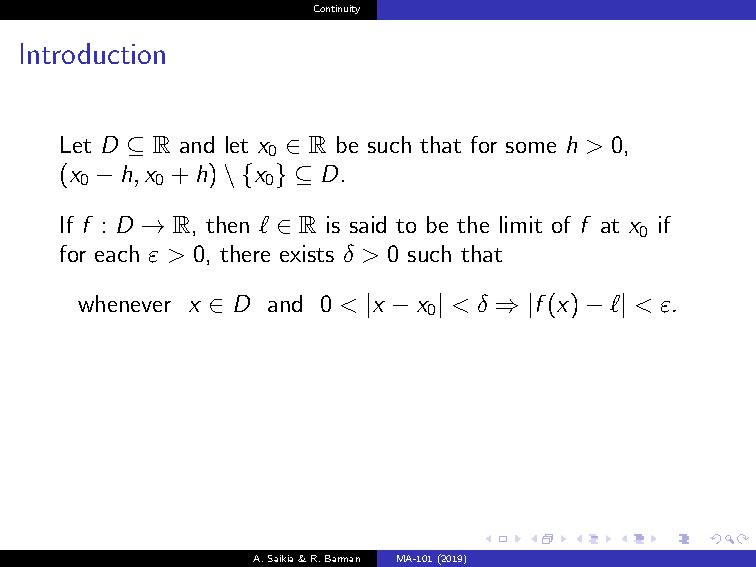 Continuity
Introduction
Let D ⊆ ℝ and let x₀ ∈ ℝ be such that for some h > 0,
(x₀ − h, x₀ + h) \ {x₀} ⊆ D.
If f : D → ℝ, then ℓ ∈ ℝ is said to be the limit of f at x₀ if
for each ε > 0, there exists δ > 0 such that
whenever x ∈ D and 0 < |x − x₀| < δ ⇒ |f(x) − ℓ| < ε.
A. Saikia & R. Barman MA-101 (2019)